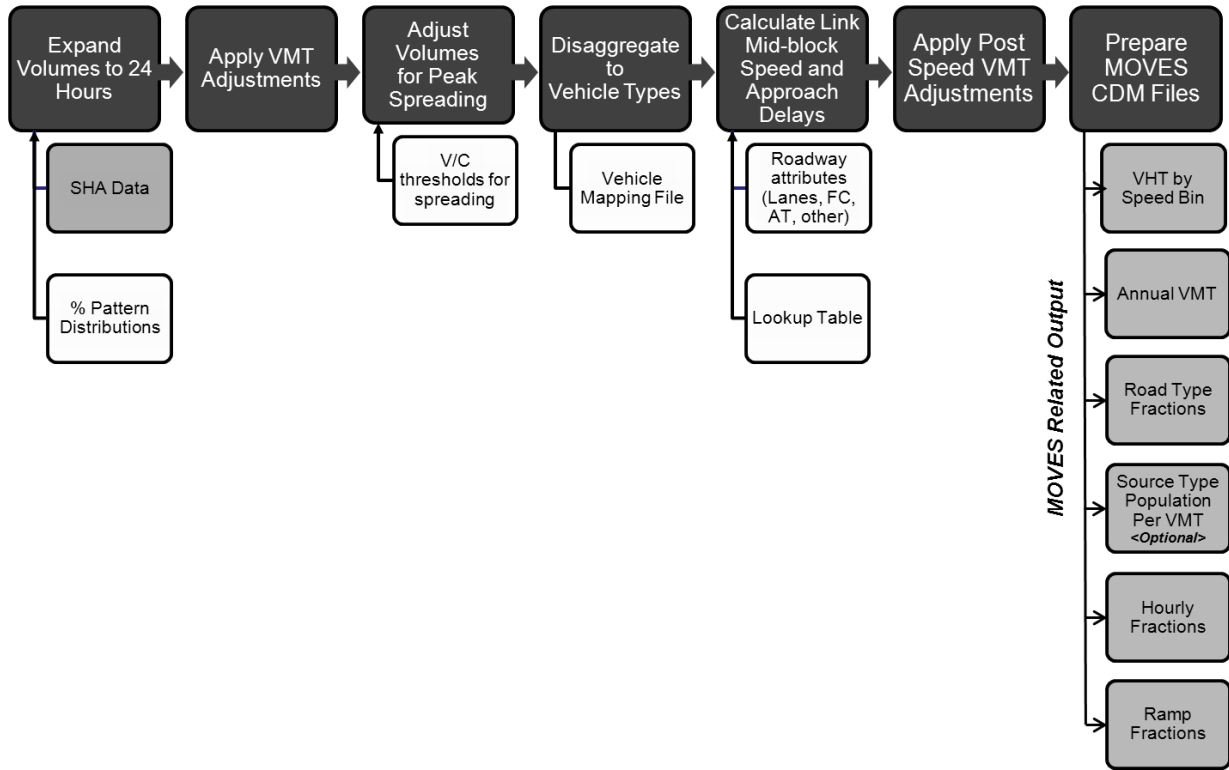 Expand
Volumes to 24
Hours
Apply VMT
Adjustments
Adjust
Volumes
for Peak
Spreading
Disaggregate
to
Vehicle Types
Calculate Link
Mid-block
Speed and
Approach
Delays
Apply Post
Speed VMT
Adjustments
Prepare
MOVES
CDM Files
SHA Data
% Pattern
Distributions
V/C
thresholds for
spreading
Vehicle
Mapping File
Roadway
attributes
(Lanes, FC,
AT, other)
Lookup Table
MOVES Related Output
VHT by
Speed Bin
Annual VMT
Road Type
Fractions
Source Type
Population
Per VMT
<Optional>
Hourly
Fractions
Ramp
Fractions